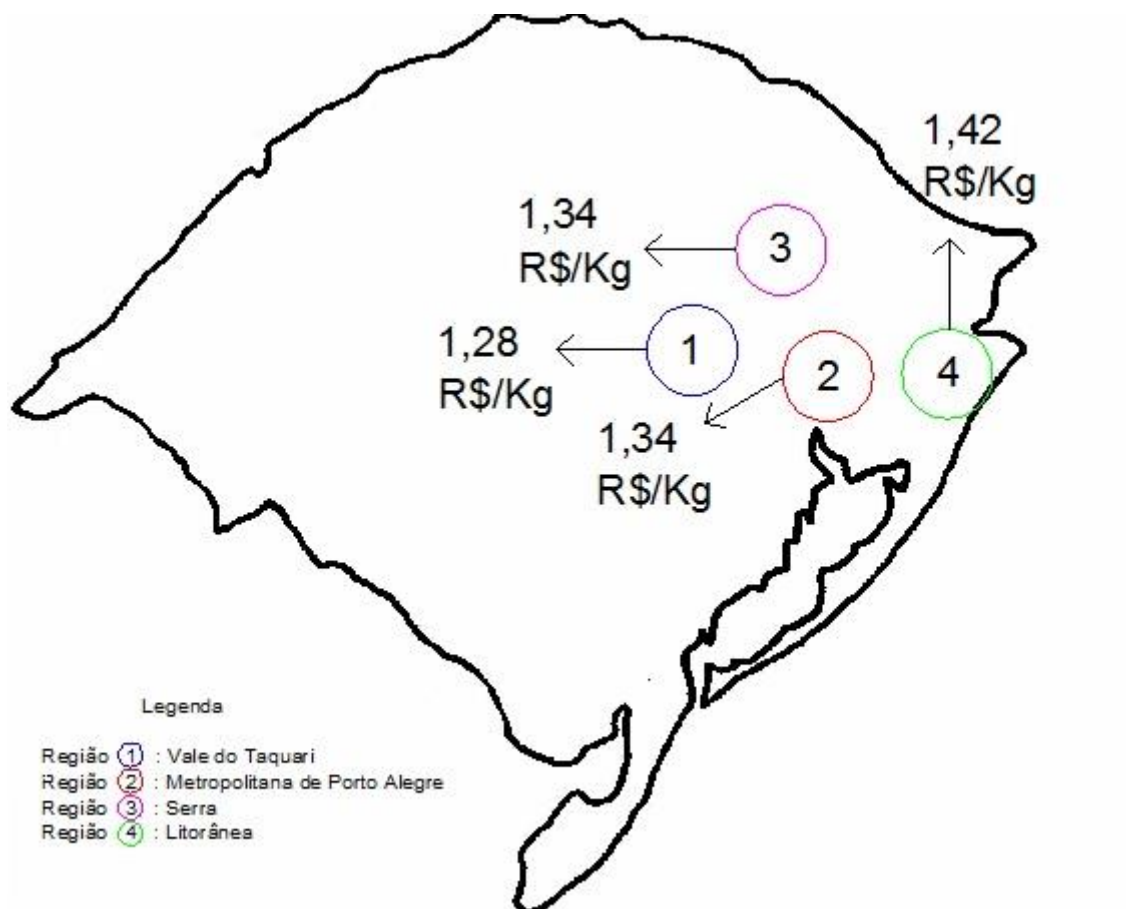 1,42
R$/Kg
1,34
R$/Kg
3
1,28
R$/Kg
1
2
4
1,34
R$/Kg
Legenda
Região 1 : Vale do Taquari
Região 2 : Metropolitana de Porto Alegre
Região 3 : Serra
Região 4 : Litorânea